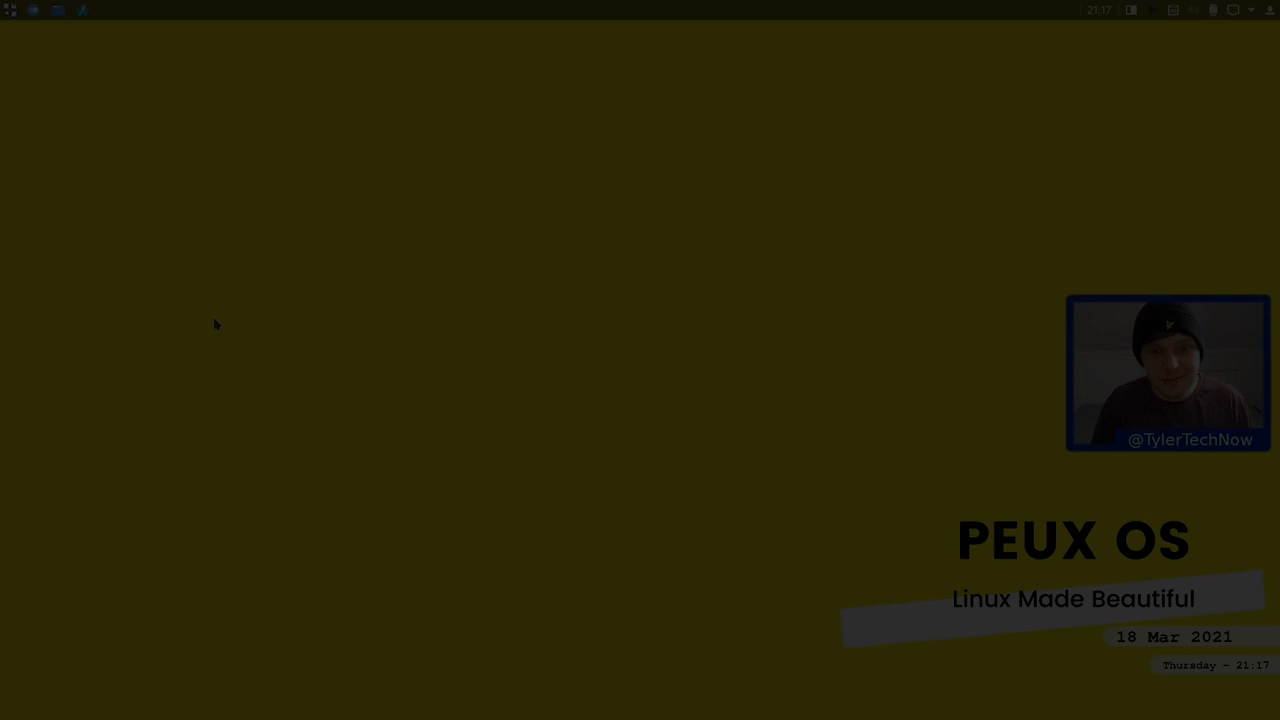 21:17
@TylerTechNow
PEUX OS
Linux Made Beautiful
18 Mar 2021
Thursday - 21:17